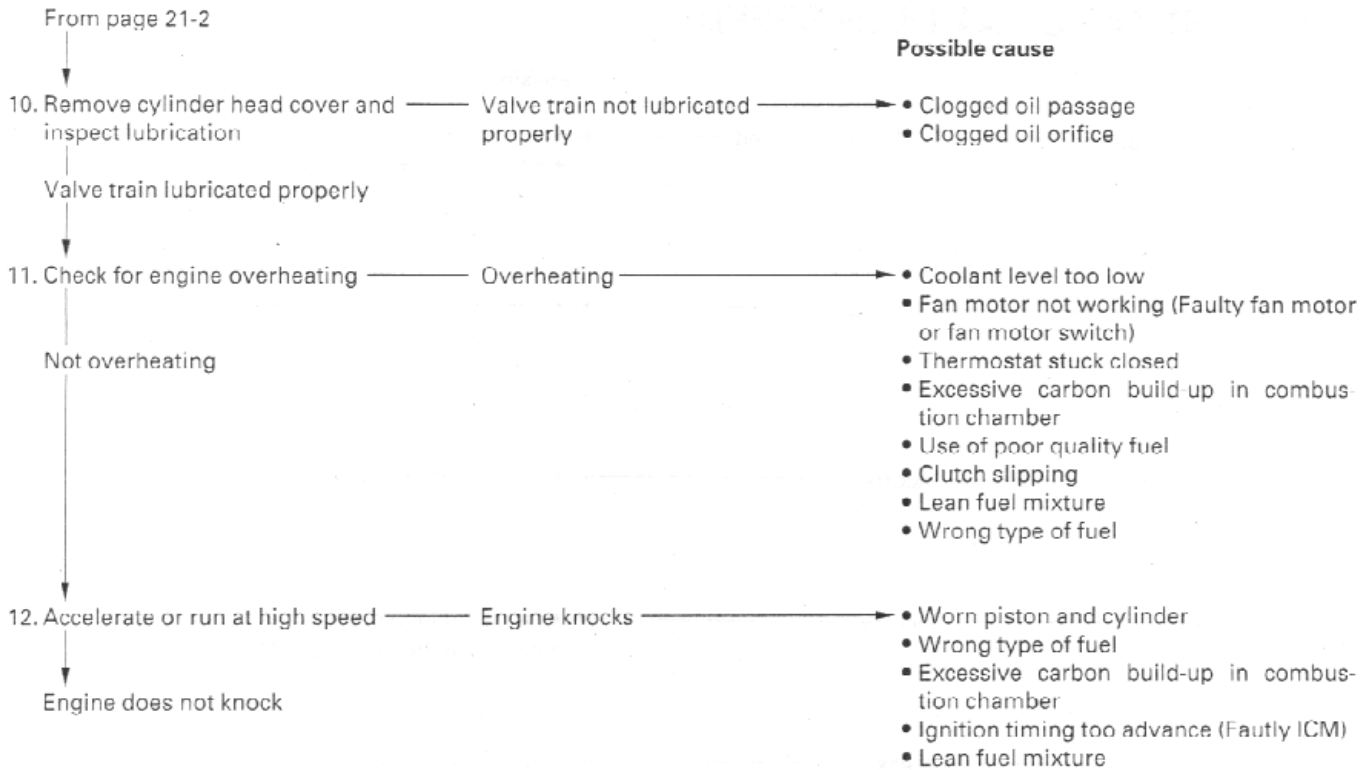 From page 21-2
Possible cause
10. Remove cylinder head cover and
inspect lubrication
Valve train not lubricated
properly
• Clogged oil passage
• Clogged oil orifice
Valve train lubricated properly
11. Check for engine overheating
Overheating
• Coolant level too low
• Fan motor not working (Faulty fan motor
or fan motor switch)
• Thermostat stuck closed
• Excessive carbon build-up in combus-
tion chamber
• Use of poor quality fuel
• Clutch slipping
• Lean fuel mixture
• Wrong type of fuel
Not overheating
12. Accelerate or run at high speed
Engine knocks
• Worn piston and cylinder
• Wrong type of fuel
• Excessive carbon build-up in combus-
tion chamber
• Ignition timing too advance (Fautly ICM)
• Lean fuel mixture
Engine does not knock